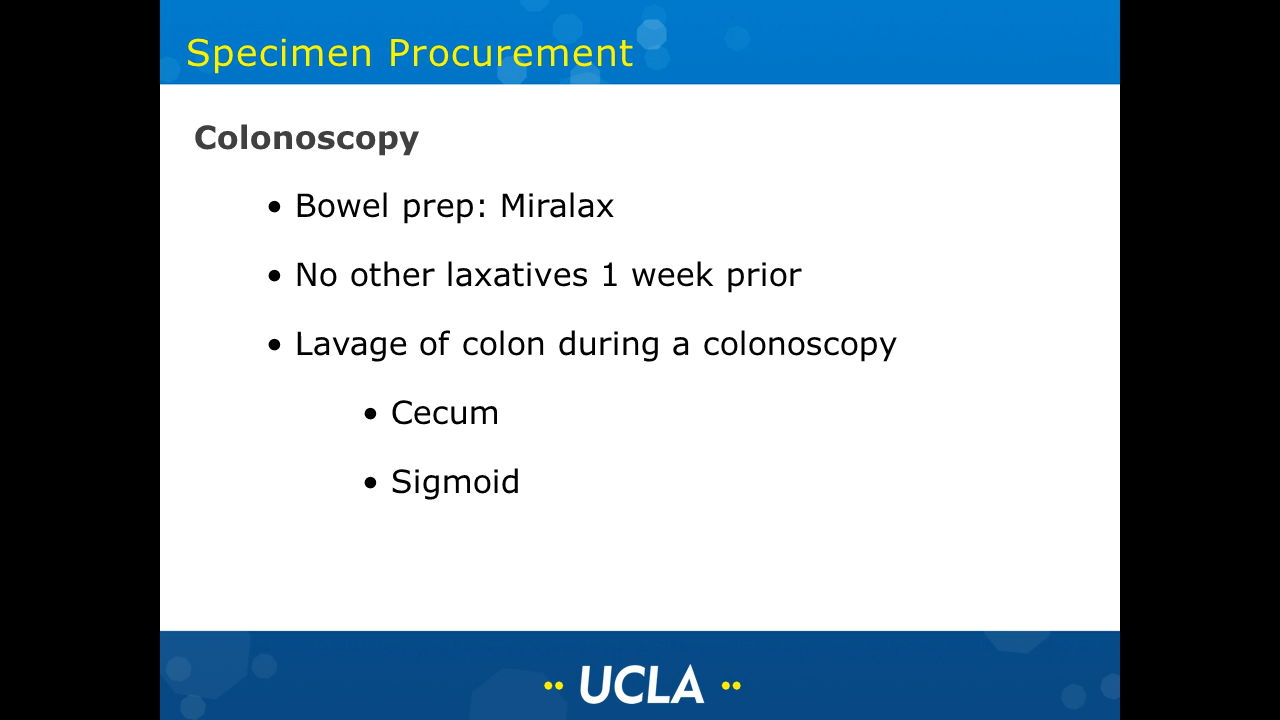 Specimen Procurement
Colonoscopy
• Bowel prep: Miralax
• No other laxatives 1 week prior
• Lavage of colon during a colonoscopy
• Cecum
• Sigmoid
UCLA